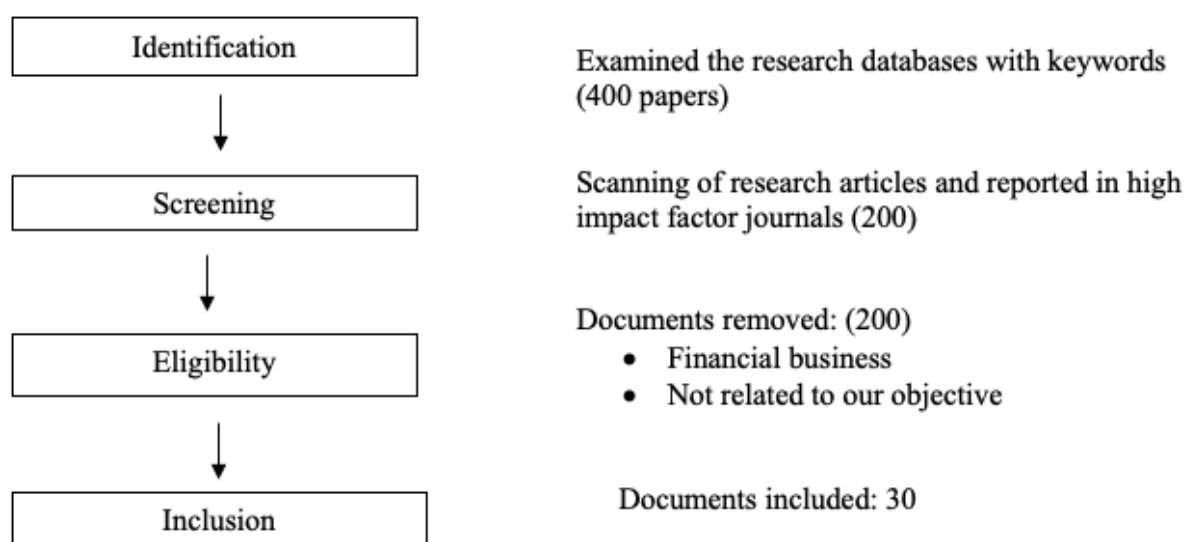 Identification
Examined the research databases with keywords
(400 papers)
Screening
Scanning of research articles and reported in high
impact factor journals (200)
Eligibility
Documents removed: (200)
• Financial business
• Not related to our objective
Inclusion
Documents included: 30